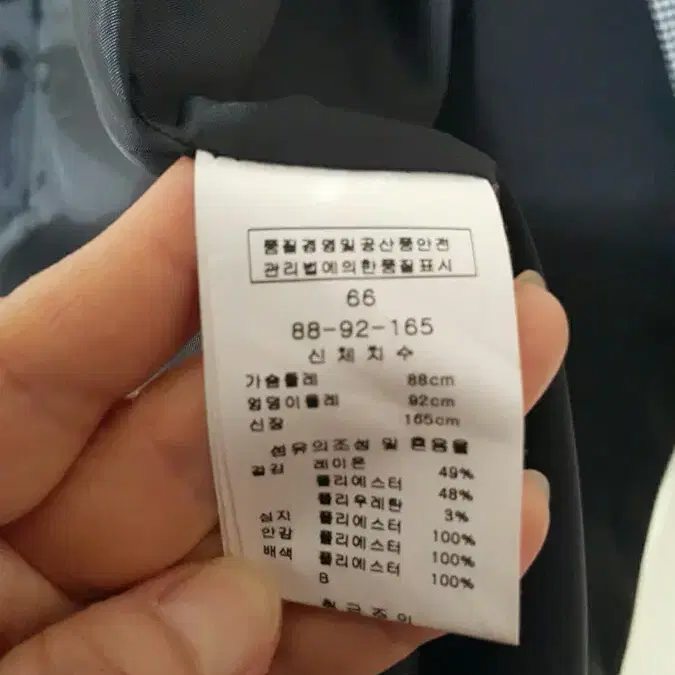 품질경영및공산품안전
관리법에의한품질표시
66
88-92-165
신체치수
가슴둘레 88cm
엉덩이둘레 92cm
신장 165cm
섬유의조성 및 혼용율
겉감 레이온 49%
폴리에스터 48%
폴리우레탄 3%
심지 폴리에스터 100%
안감 폴리에스터 100%
배색 폴리에스터 100%
B
취급주의